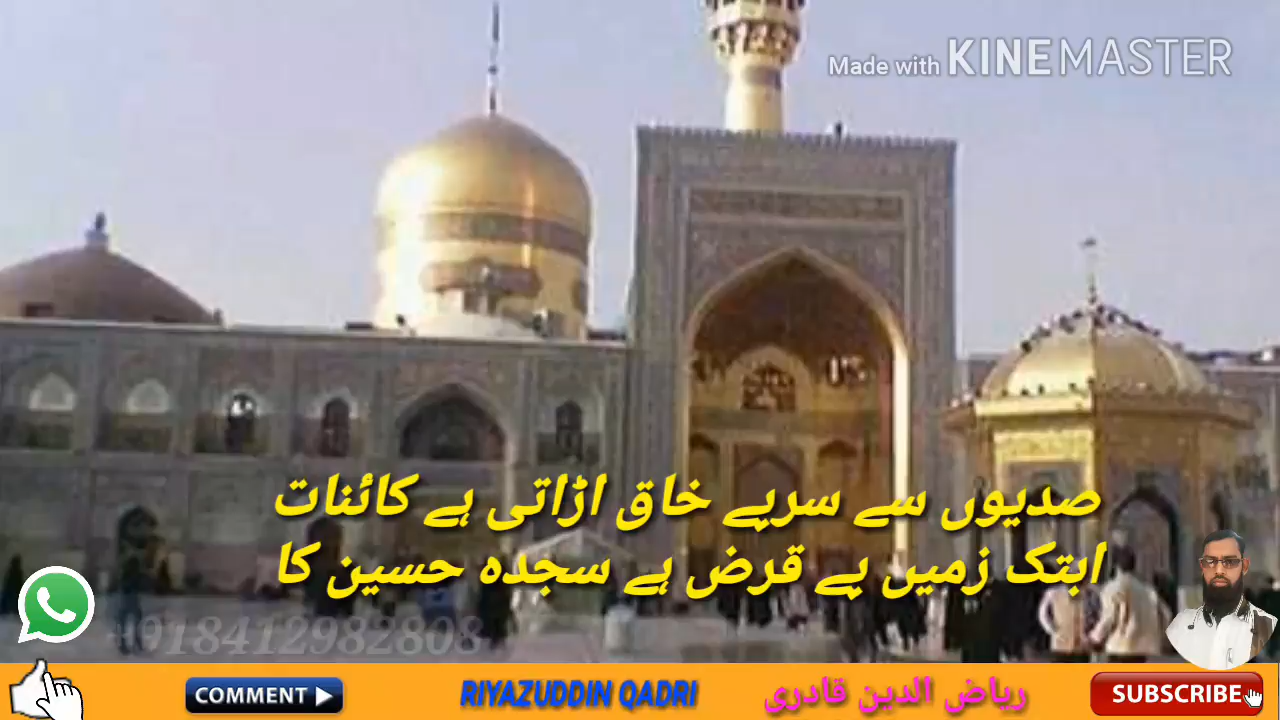 Made with KINEMASTER
صدیوں سے سرپے خاق اڑاتی ہے کائنات
ابتک زمیں پے قرض ہے سجدہ حسین کا
+918412982808
COMMENT
RIYAZUDDIN QADRI
ریاض الدین قادری
SUBSCRIBE